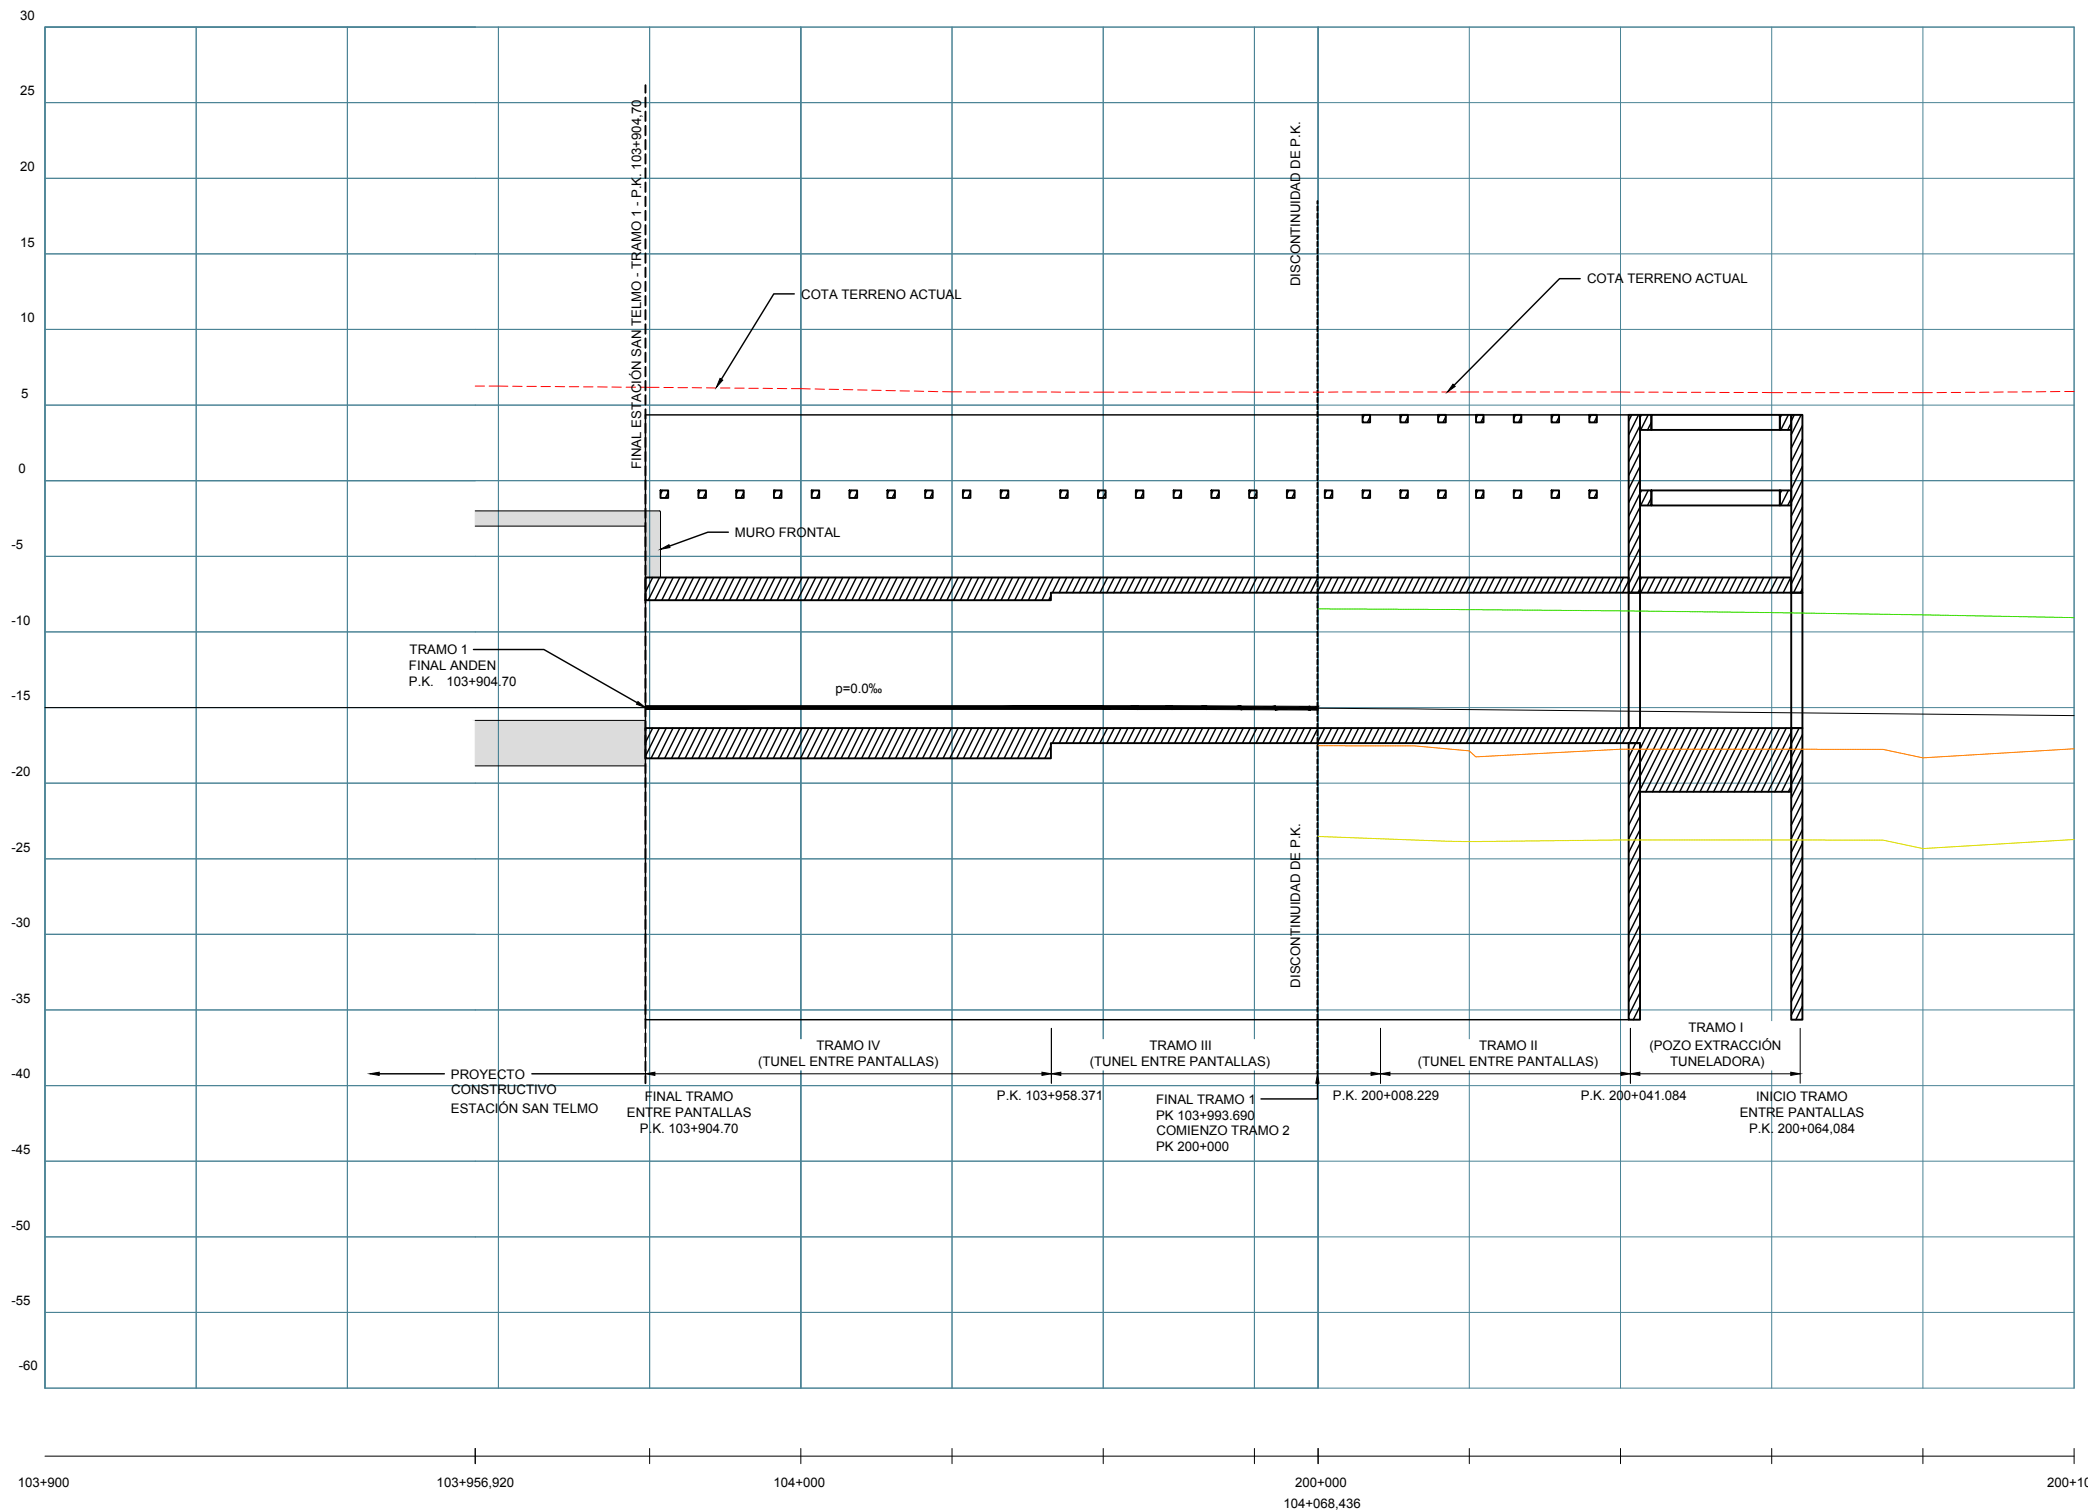 30
25
20
15
10
5
0
-5
-10
-15
-20
-25
-30
-35
-40
-45
-50
-55
-60
FINAL ESTACIÓN SAN TELMO - TRAMO 1 - P.K. 103+904,70
DISCONTINUIDAD DE P.K.
COTA TERRENO ACTUAL
COTA TERRENO ACTUAL
MURO FRONTAL
TRAMO 1
FINAL ANDEN
P.K. 103+904.70
p=0.0‰
DISCONTINUIDAD DE P.K.
TRAMO IV
(TUNEL ENTRE PANTALLAS)
TRAMO III
(TUNEL ENTRE PANTALLAS)
TRAMO II
(TUNEL ENTRE PANTALLAS)
TRAMO I
(POZO EXTRACCIÓN
TUNELADORA)
PROYECTO
CONSTRUCTIVO
ESTACIÓN SAN TELMO
FINAL TRAMO
ENTRE PANTALLAS
P.K. 103+904.70
P.K. 103+958.371
FINAL TRAMO 1
PK 103+993.690
COMIENZO TRAMO 2
PK 200+000
P.K. 200+008.229
P.K. 200+041.084
INICIO TRAMO
ENTRE PANTALLAS
P.K. 200+064,084
103+900
103+956,920
104+000
200+000
104+068,436